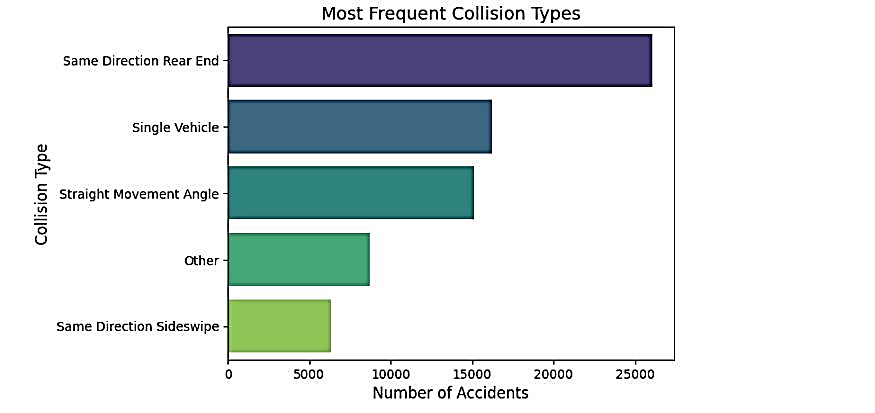 Most Frequent Collision Types
Collision Type
Same Direction Rear End
Single Vehicle
Straight Movement Angle
Other
Same Direction Sideswipe
0 5000 10000 15000 20000 25000
Number of Accidents